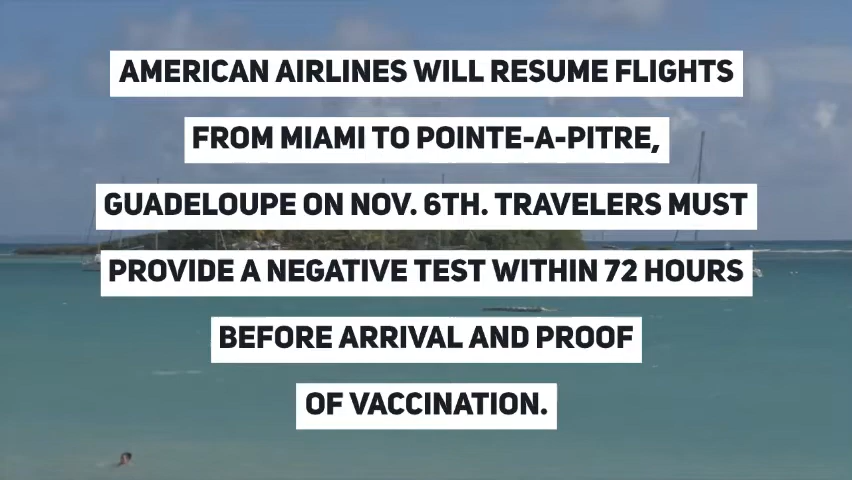 AMERICAN AIRLINES WILL RESUME FLIGHTS
FROM MIAMI TO POINTE-A-PITRE,
GUADELOUPE ON NOV. 6TH. TRAVELERS MUST
PROVIDE A NEGATIVE TEST WITHIN 72 HOURS
BEFORE ARRIVAL AND PROOF
OF VACCINATION.